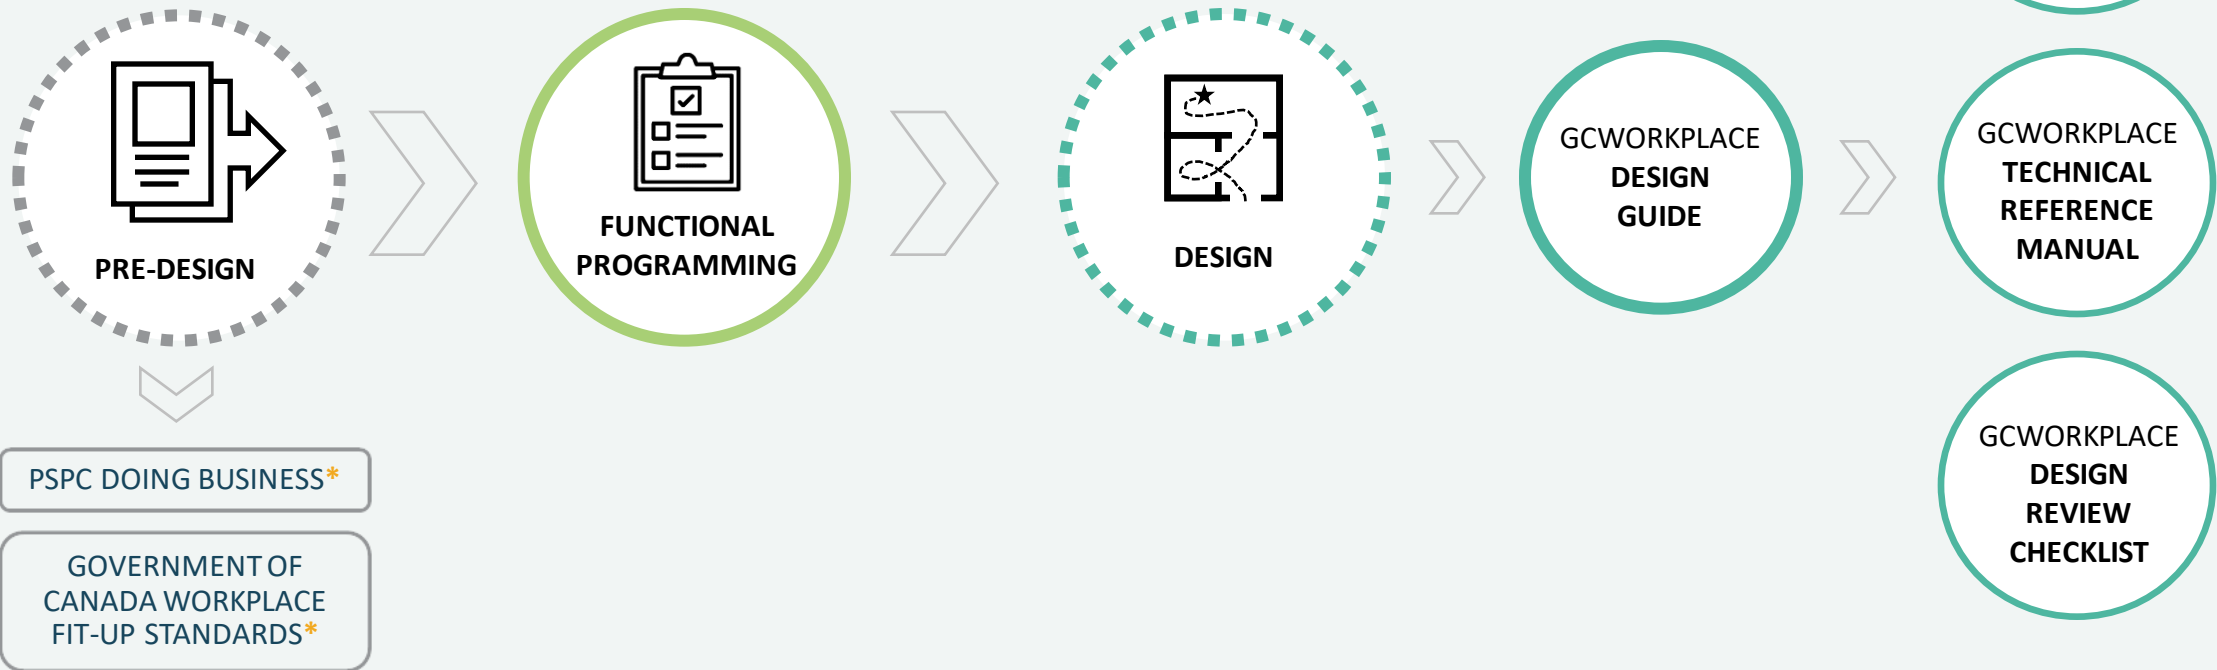 PRE-DESIGN
FUNCTIONAL
PROGRAMMING
DESIGN
GCWORKPLACE
DESIGN
GUIDE
GCWORKPLACE
TECHNICAL
REFERENCE
MANUAL
PSPC DOING BUSINESS*
GOVERNMENT OF
CANADA WORKPLACE
FIT-UP STANDARDS*
GCWORKPLACE
DESIGN
REVIEW
CHECKLIST